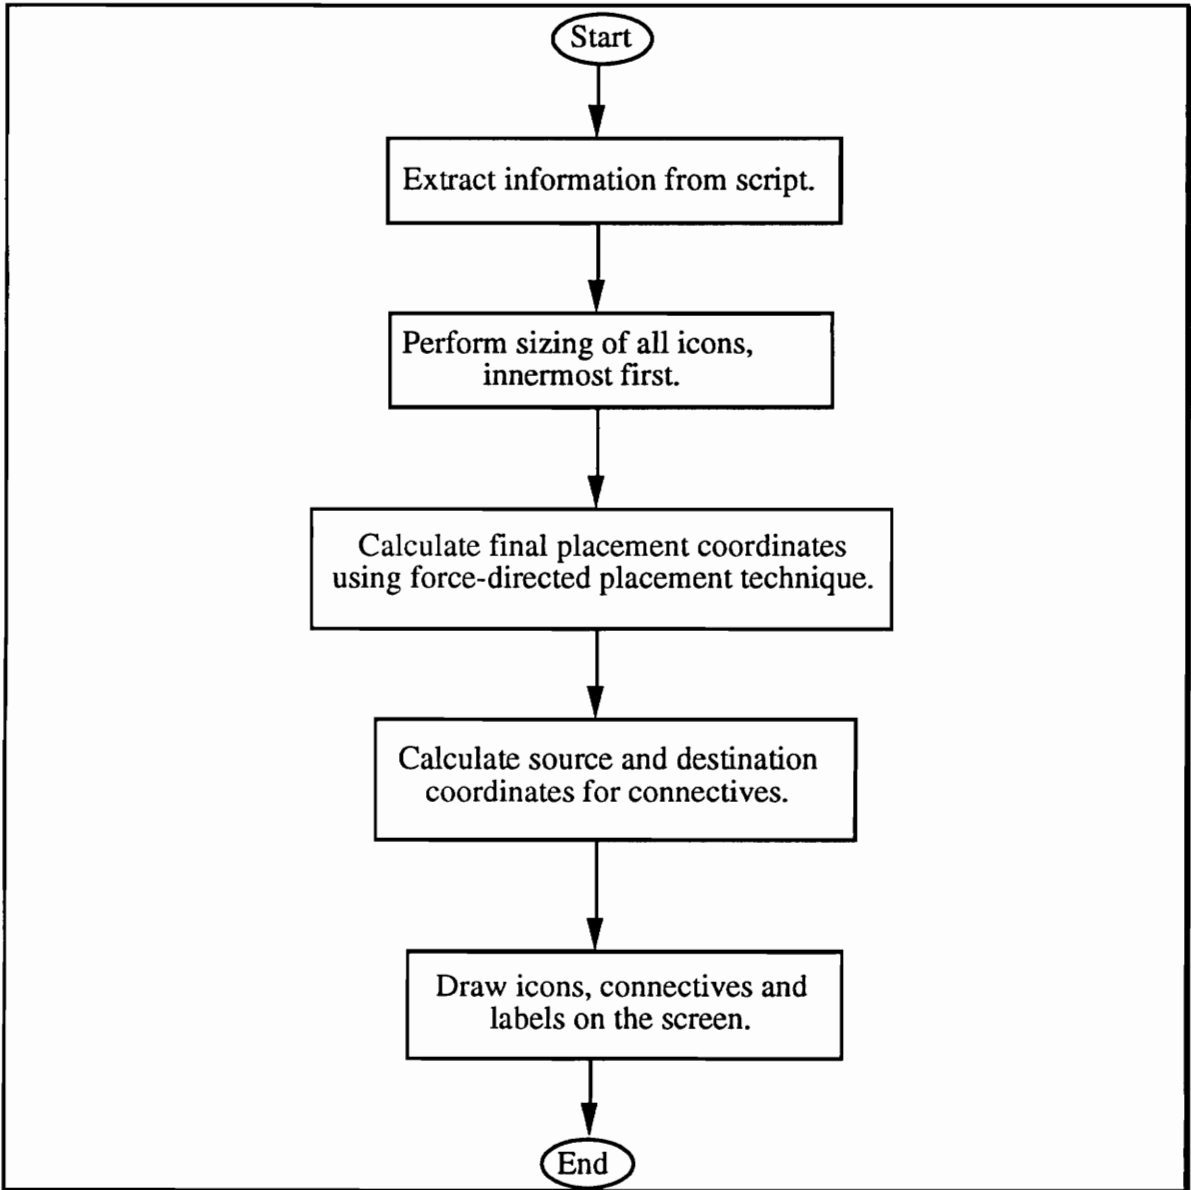 Start
Extract information from script.
Perform sizing of all icons,
innermost first.
Calculate final placement coordinates
using force-directed placement technique.
Calculate source and destination
coordinates for connectives.
Draw icons, connectives and
labels on the screen.
End